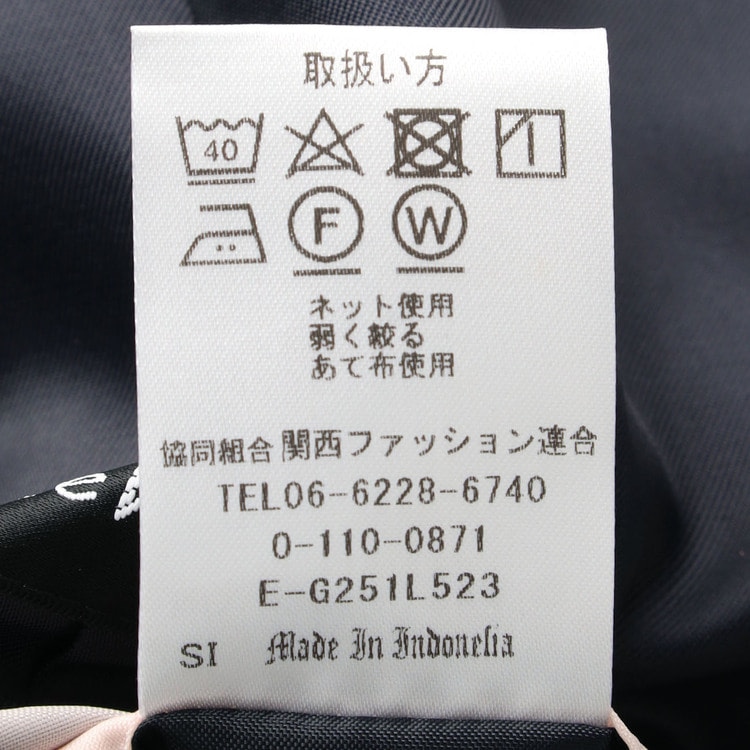 取扱い方
40
F W
ネット使用
弱く絞る
あて布使用
協同組合 関西ファッション連合
TEL06-6228-6740
0-110-0871
E-G251L523
SI Made In Indonesia